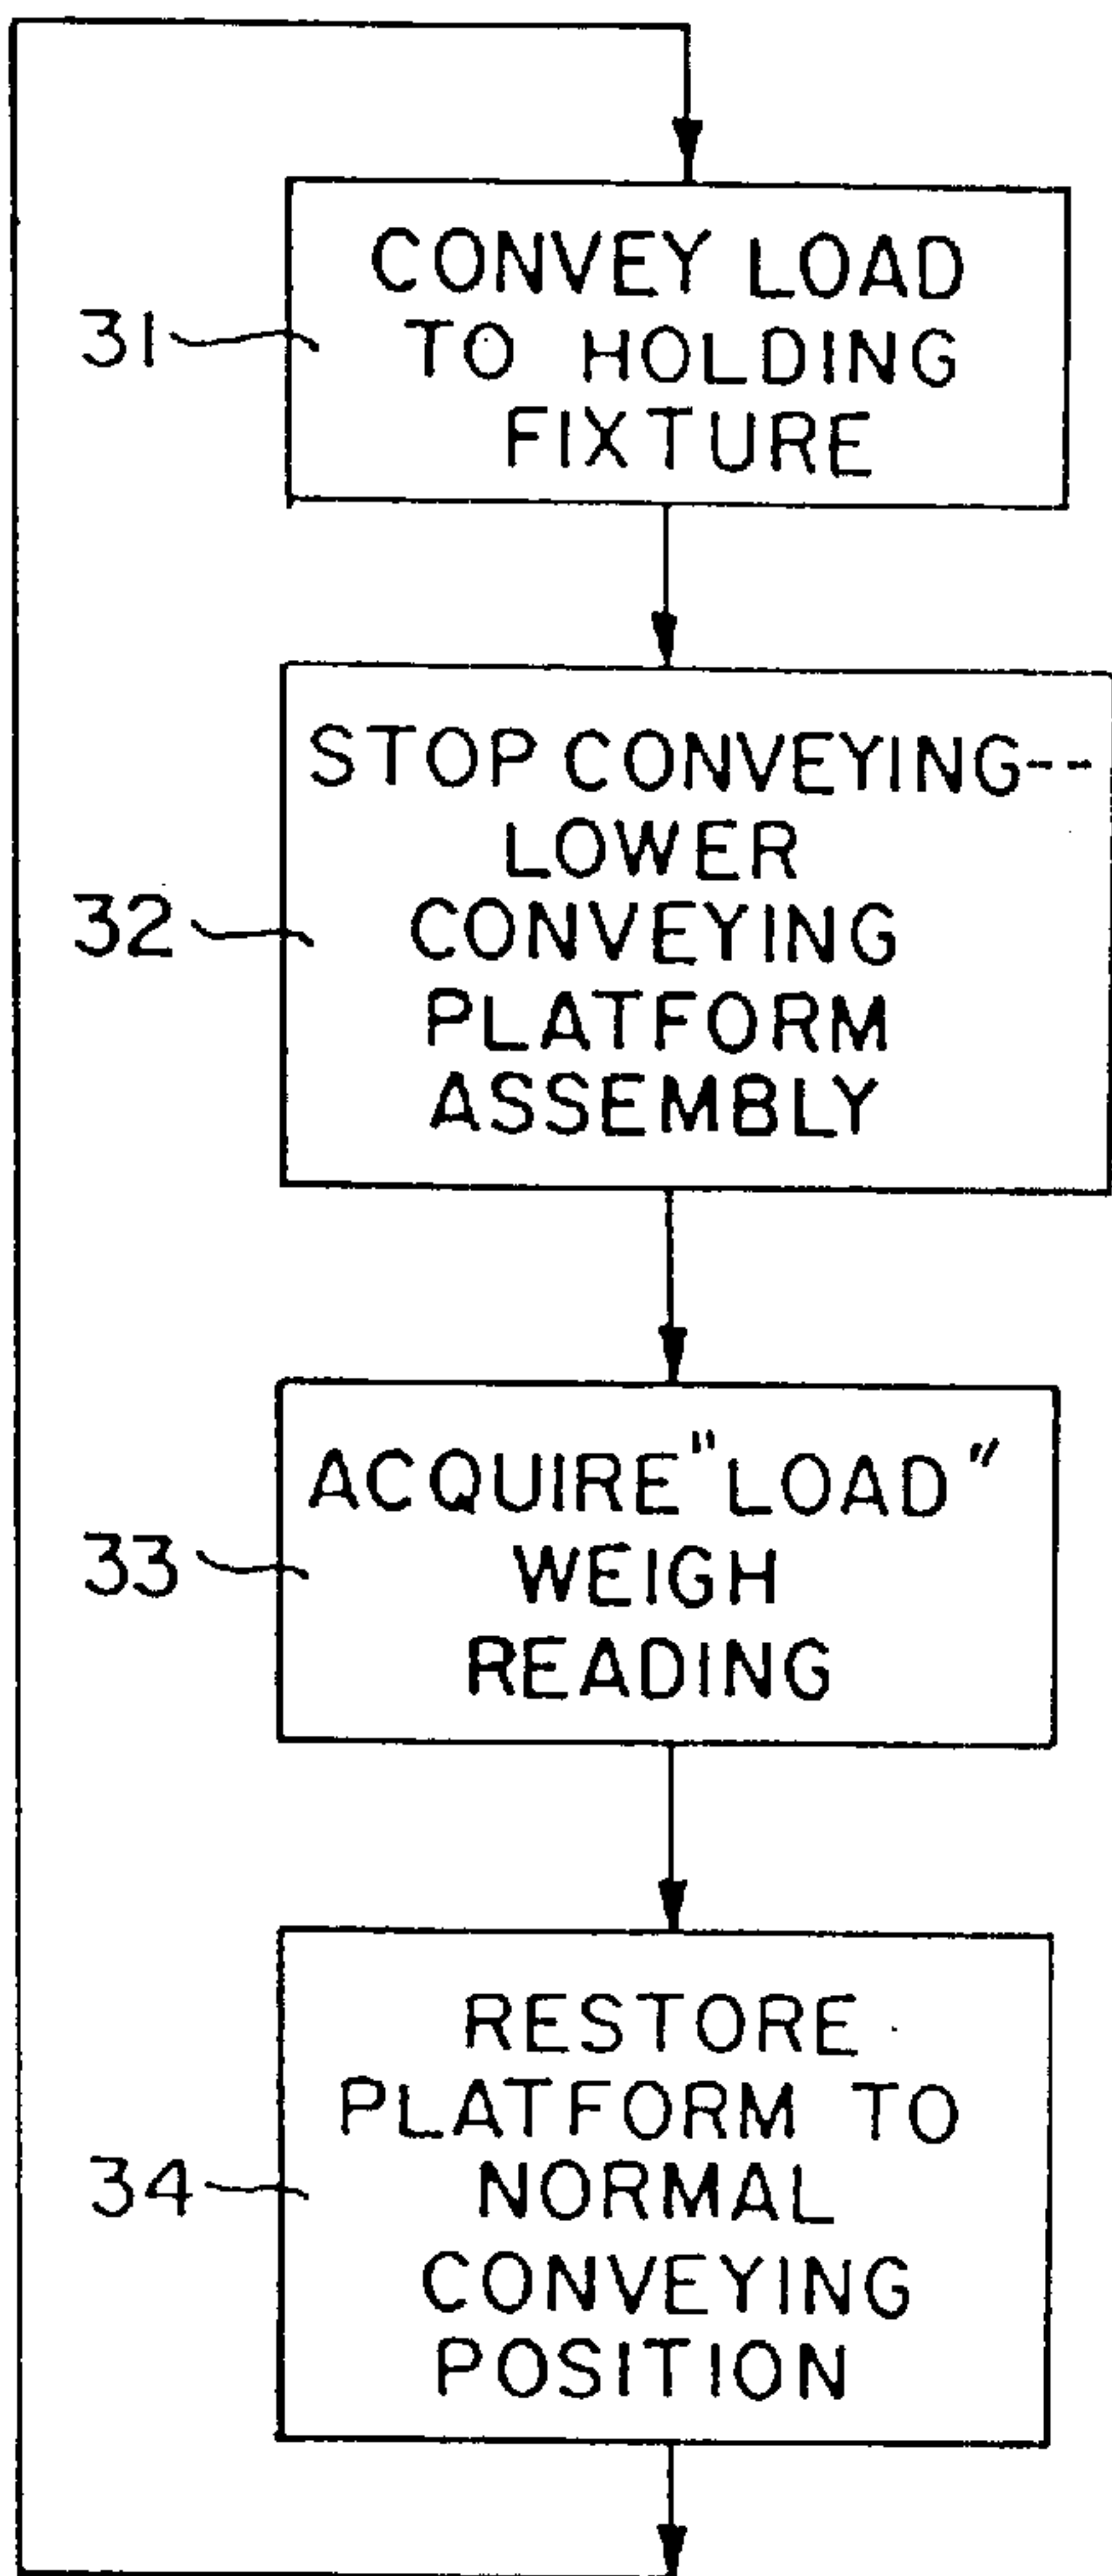 CONVEY LOAD
31
TO HOLDING
FIXTURE
STOP CONVEYING--
LOWER
32
CONVEYING
PLATFORM
ASSEMBLY
ACQUIRE "LOAD"
33
WEIGH
READING
RESTORE
PLATFORM TO
34
NORMAL
CONVEYING
POSITION